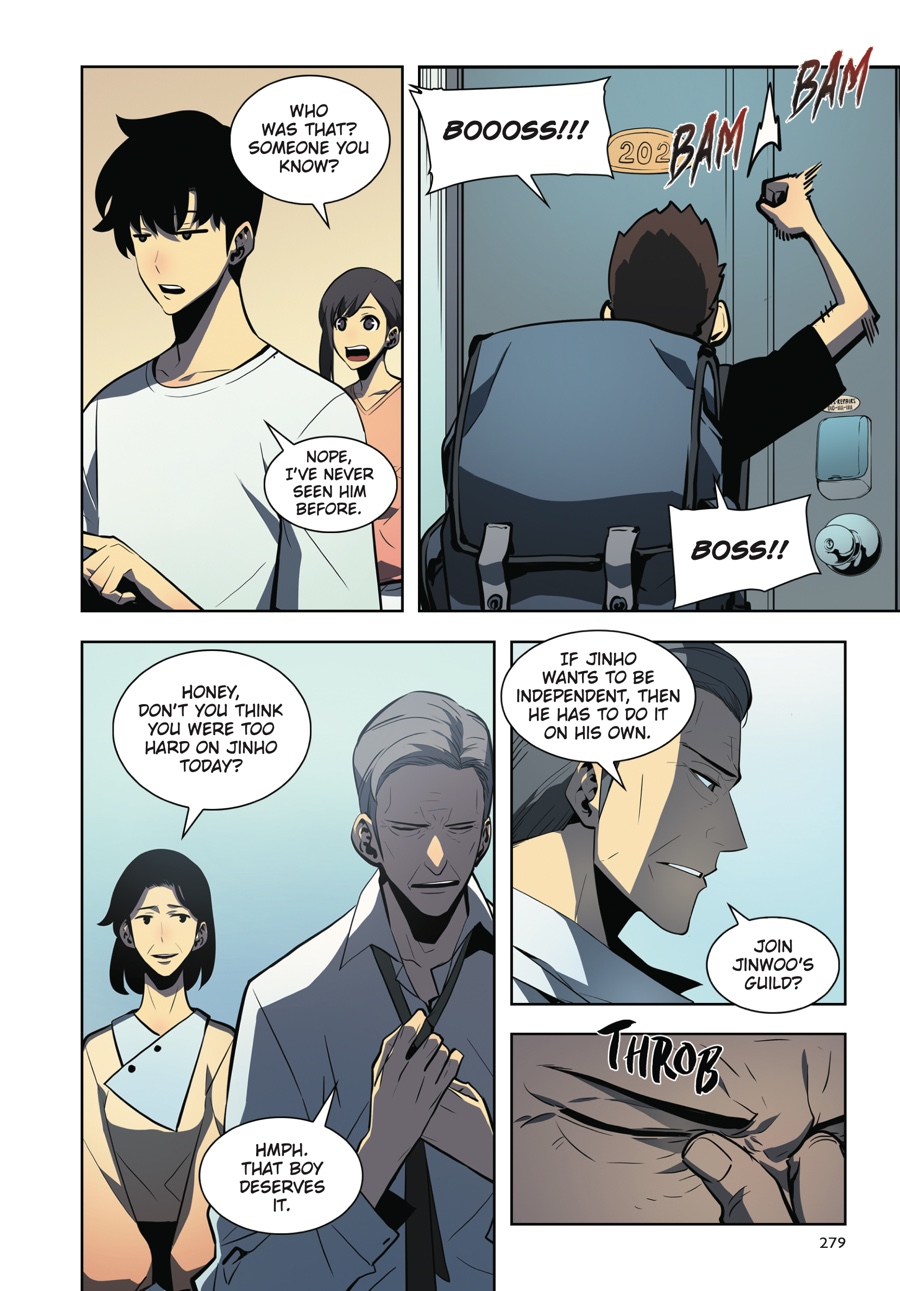 WHO
WAS THAT?
SOMEONE YOU
KNOW?
NOPE,
I'VE NEVER
SEEN HIM
BEFORE.
BOOOSS!!!
202
BAM
BAM
REPAIRS
BOSS!!
HONEY,
DON'T YOU THINK
YOU WERE TOO
HARD ON JINHO
TODAY?
HMPH.
THAT BOY
DESERVES
IT.
IF JINHO
WANTS TO BE
INDEPENDENT, THEN
HE HAS TO DO IT
ON HIS OWN.
JOIN
JINWOO'S
GUILD?
THROB
279